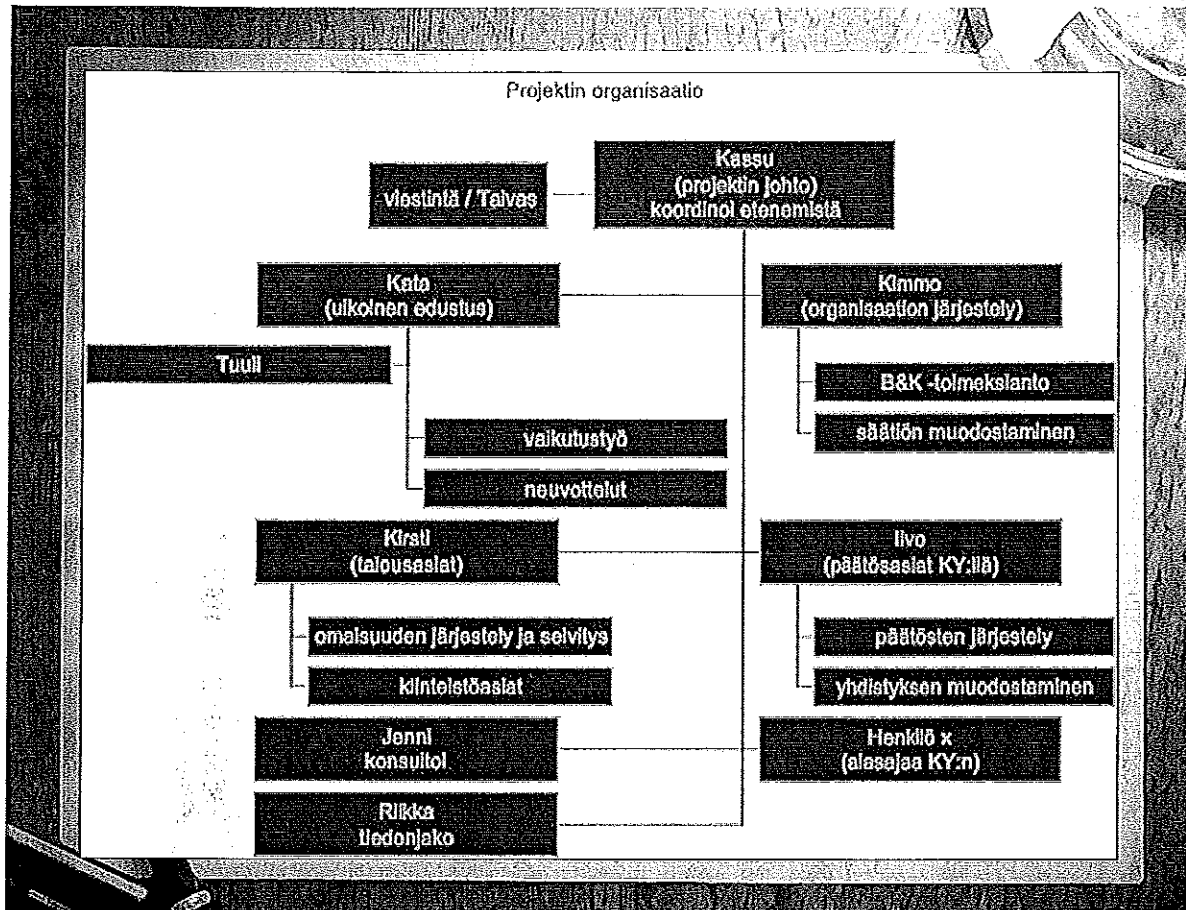 Projektin organisaatio
viestintä / Taivas
Kassu
(projektin johto)
koordinoi etenemistä
Kata
(ulkoinen edustus)
Kimmo
(organisaation järjestely)
Tuuli
B&K -toimeksianto
vaikutustyö
säätiön muodostaminen
neuvottelut
Kirsti
(talousasiat)
Iivo
(päätösasiat KY:llä)
omaisuuden järjestely ja selvitys
päätösten järjestely
kiinteistöasiat
yhdistyksen muodostaminen
Jenni
konsultoi
Henkilö x
(alasajaa KY:n)
Riikka
tiedonjako